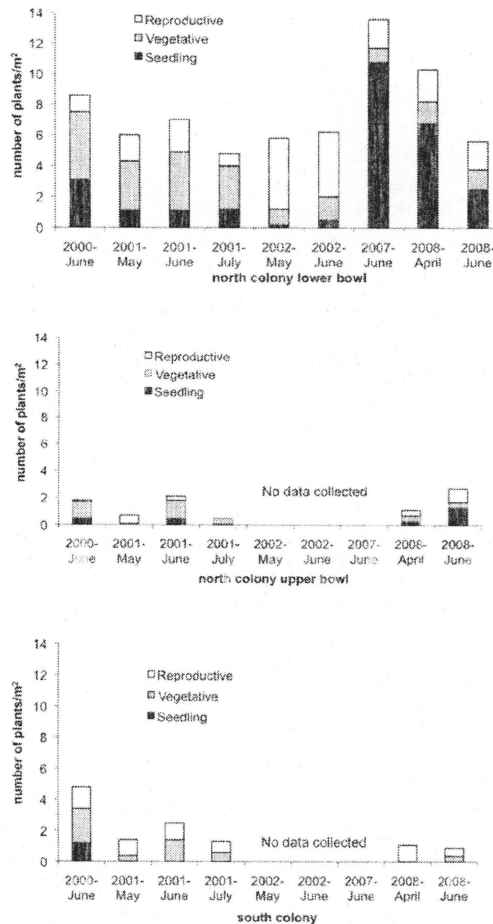 14
12
10
8
6
4
2
0
number of plants/m²
Reproductive
Vegetative
Seedling
2000-June 2001-May 2001-June 2001-July 2002-May 2002-June 2007-June 2008-April 2008-June
north colony lower bowl
14
12
10
8
6
4
2
0
number of plants/m²
Reproductive
Vegetative
Seedling
No data collected
2000-June 2001-May 2001-June 2001-July 2002-May 2002-June 2007-June 2008-April 2008-June
north colony upper bowl
14
12
10
8
6
4
2
0
number of plants/m²
Reproductive
Vegetative
Seedling
No data collected
2000-June 2001-May 2001-June 2001-July 2002-May 2002-June 2007-June 2008-April 2008-June
south colony